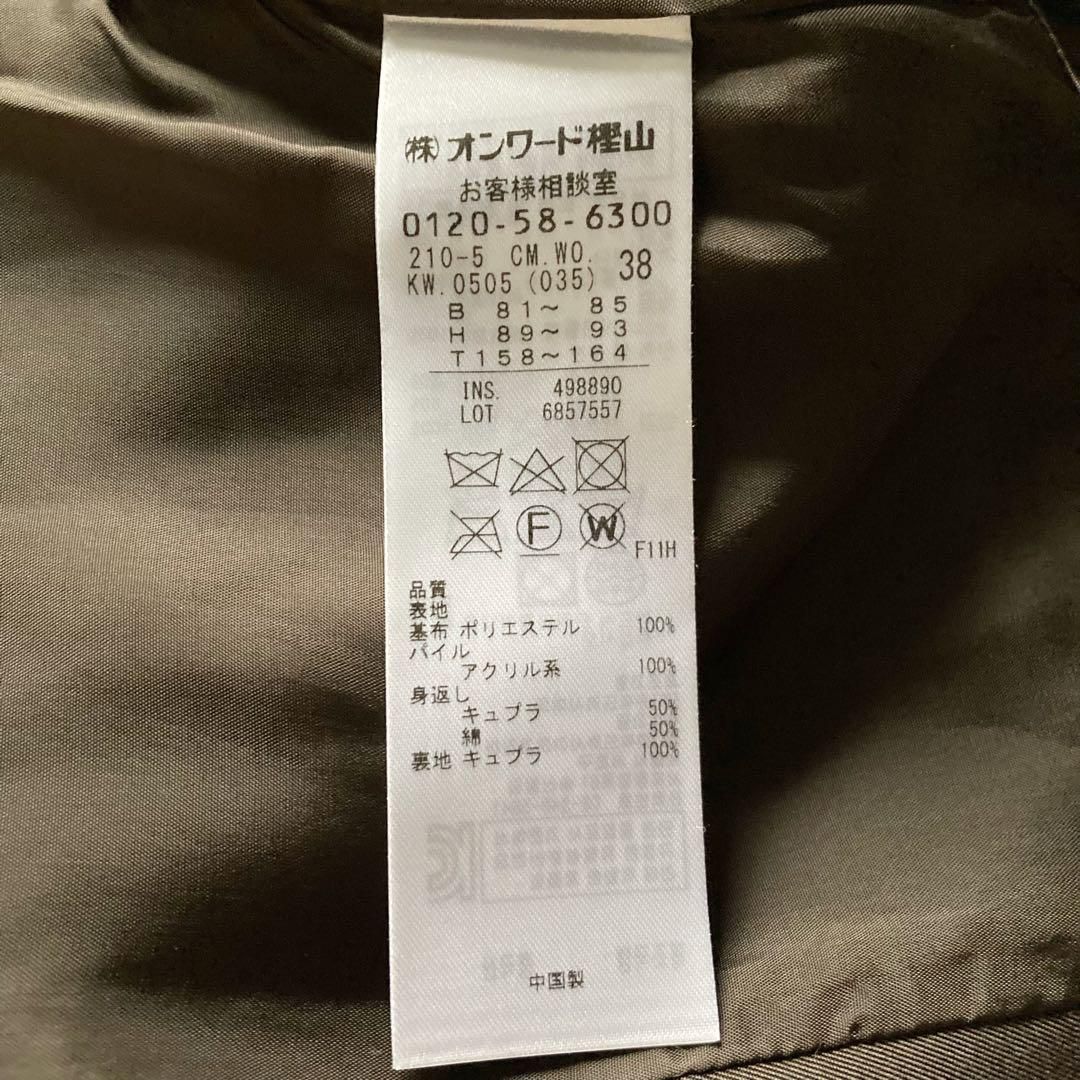 (株)オンワード樫山
お客様相談室
0120-58-6300
210-5 CM.WO.
KW.0505 (035) 38
B 81～ 85
H 89～ 93
T158～164
INS. 498890
LOT 6857557
F W
F11H
品質
表地
基布 ポリエステル 100%
パイル
アクリル系 100%
身返し
キュプラ 50%
綿 50%
裏地 キュプラ 100%
中国製